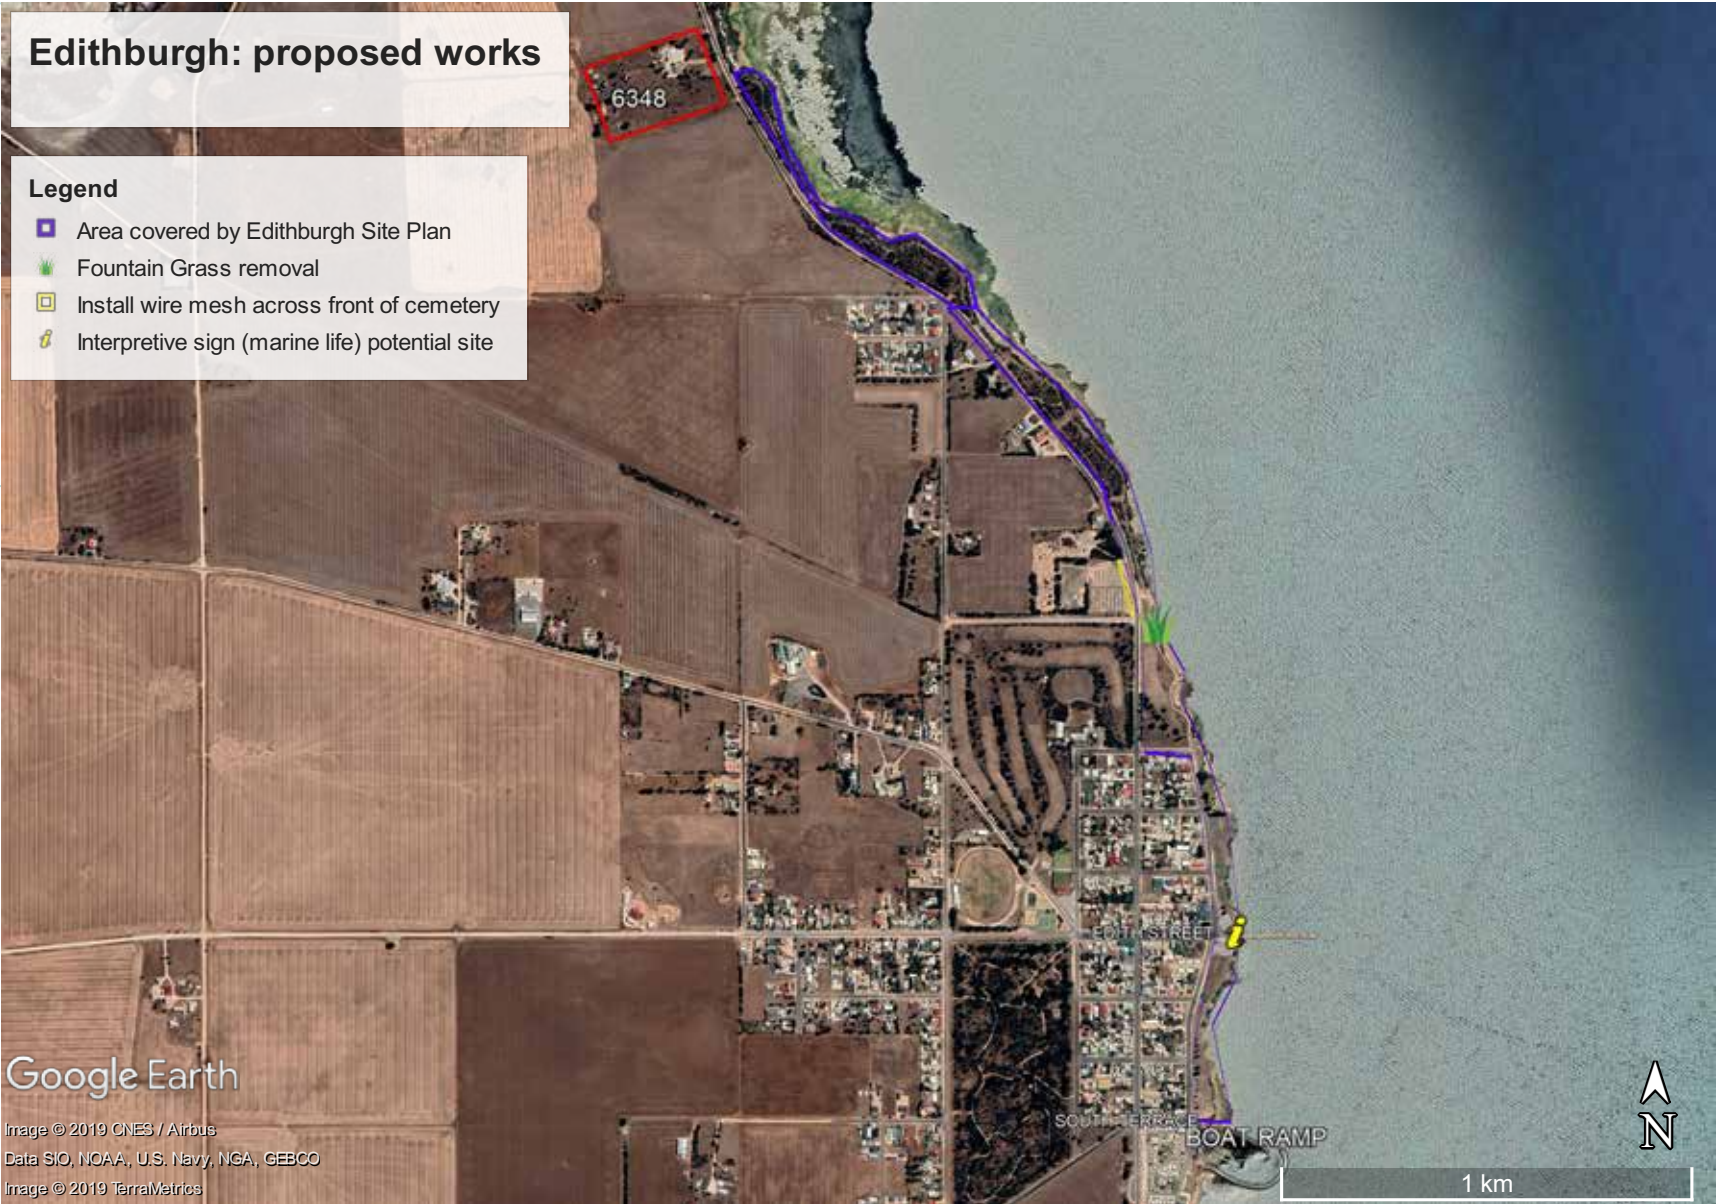 Edithburgh: proposed works
6348
Legend
Area covered by Edithburgh Site Plan
Fountain Grass removal
Install wire mesh across front of cemetery
Interpretive sign (marine life) potential site
EDITH STREET
SOUTH TERRACE
BOAT RAMP
Google Earth
Image © 2019 CNES / Airbus
Data SIO, NOAA, U.S. Navy, NGA, GEBCO
Image © 2019 TerraMetrics
N
1 km